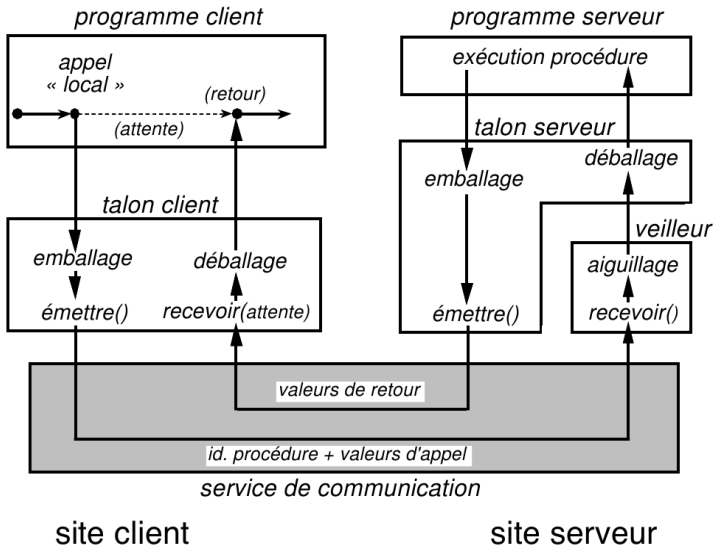 programme client
programme serveur
appel
« local »
(retour)
(attente)
exécution procédure
talon serveur
déballage
emballage
talon client
veilleur
emballage
déballage
aiguillage
émettre()
recevoir(attente)
émettre()
recevoir()
valeurs de retour
id. procédure + valeurs d'appel
service de communication
site client
site serveur